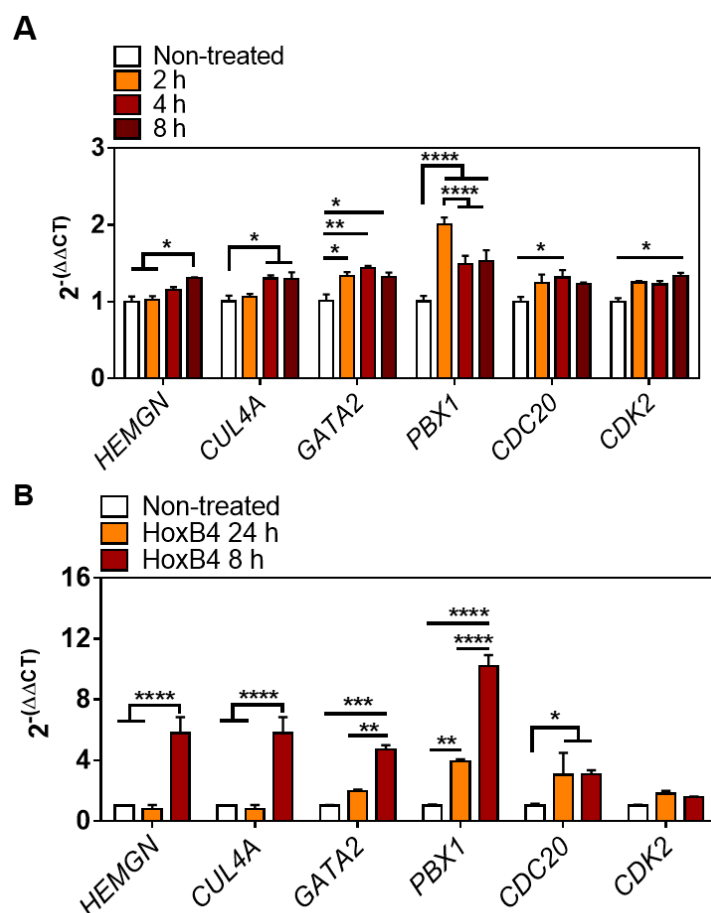 A
Non-treated
2 h
4 h
8 h
2-(ΔΔCT)
3
2
1
0
*
*
*
**
*
****
****
*
*
HEMGN
CUL4A
GATA2
PBX1
CDC20
CDK2
B
Non-treated
HoxB4 24 h
HoxB4 8 h
2-(ΔΔCT)
16
12
8
4
0
****
****
***
**
****
****
**
*
HEMGN
CUL4A
GATA2
PBX1
CDC20
CDK2